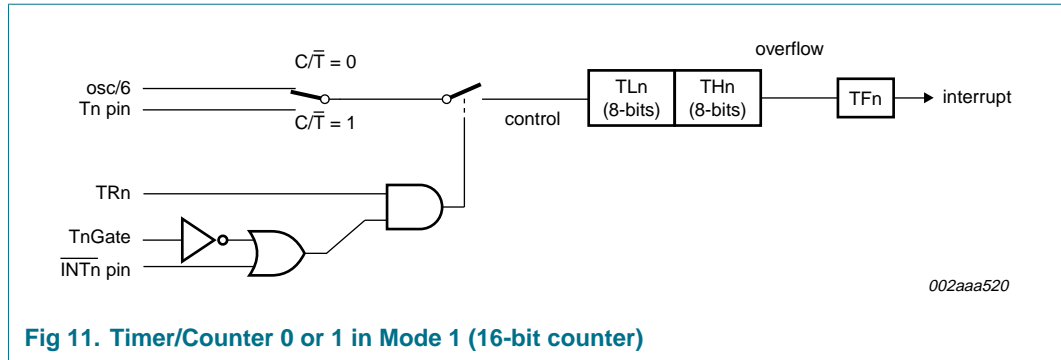 overflow
C/T̅ = 0
osc/6
Tn pin
C/T̅ = 1
control
TLn
(8-bits)
THn
(8-bits)
TFn
interrupt
TRn
TnGate
I̅N̅T̅n̅ pin
002aaa520
Fig 11. Timer/Counter 0 or 1 in Mode 1 (16-bit counter)